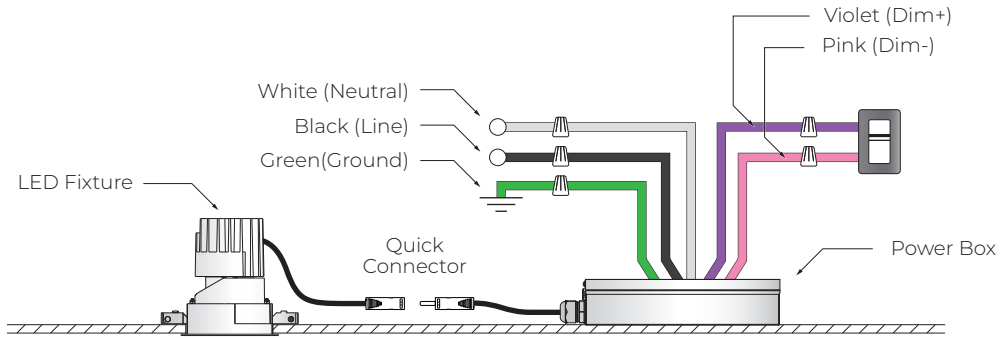 Violet (Dim+)
Pink (Dim-)
White (Neutral)
Black (Line)
Green(Ground)
LED Fixture
Quick
Connector
Power Box